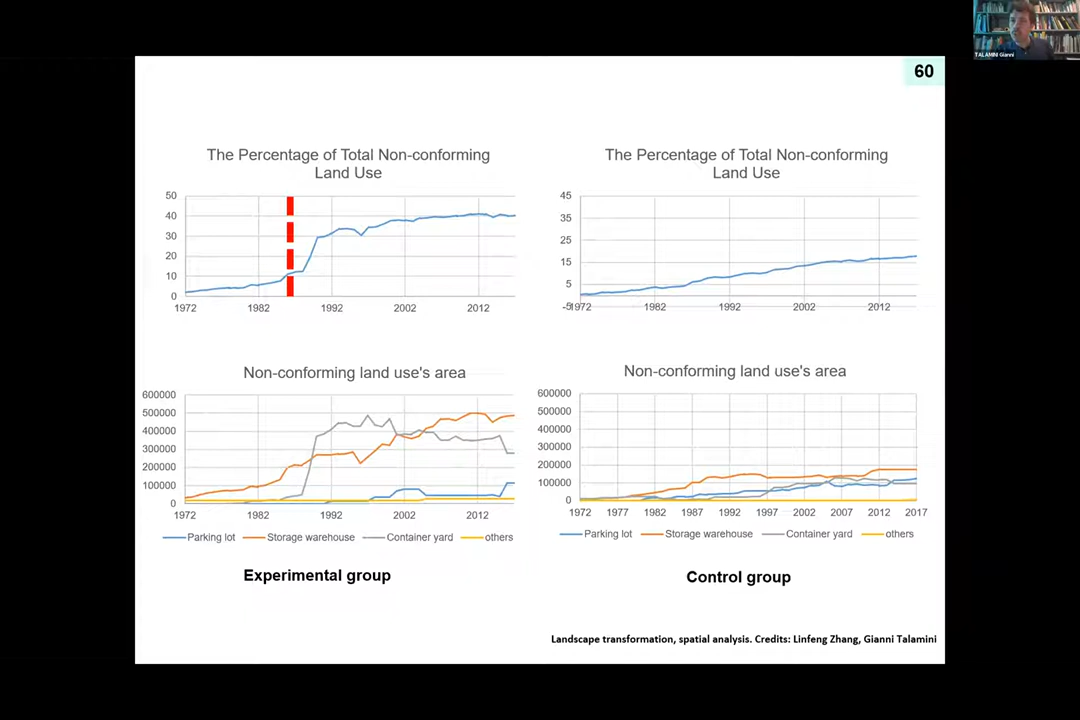 TALAMINI Gianni
60
The Percentage of Total Non-conforming
Land Use
50
40
30
20
10
0
1972 1982 1992 2002 2012
The Percentage of Total Non-conforming
Land Use
45
35
25
15
5
-5
1972 1982 1992 2002 2012
Non-conforming land use's area
600000
500000
400000
300000
200000
100000
0
1972 1982 1992 2002 2012
Parking lot Storage warehouse Container yard others
Experimental group
Non-conforming land use's area
600000
500000
400000
300000
200000
100000
0
1972 1977 1982 1987 1992 1997 2002 2007 2012 2017
Parking lot Storage warehouse Container yard others
Control group
Landscape transformation, spatial analysis. Credits: Linfeng Zhang, Gianni Talamini